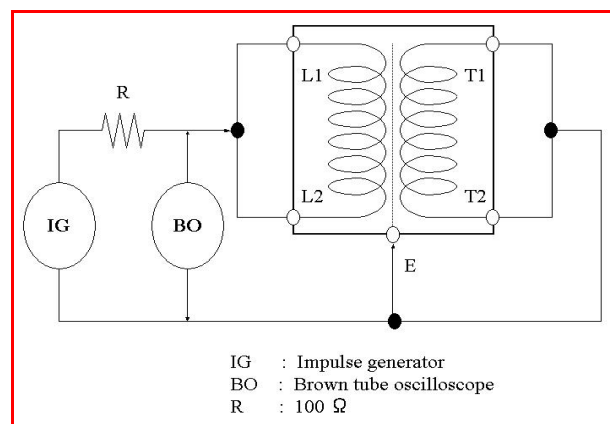 L1
T1
R
L2
T2
IG
BO
E
IG : Impulse generator
BO : Brown tube oscilloscope
R : 100 Ω